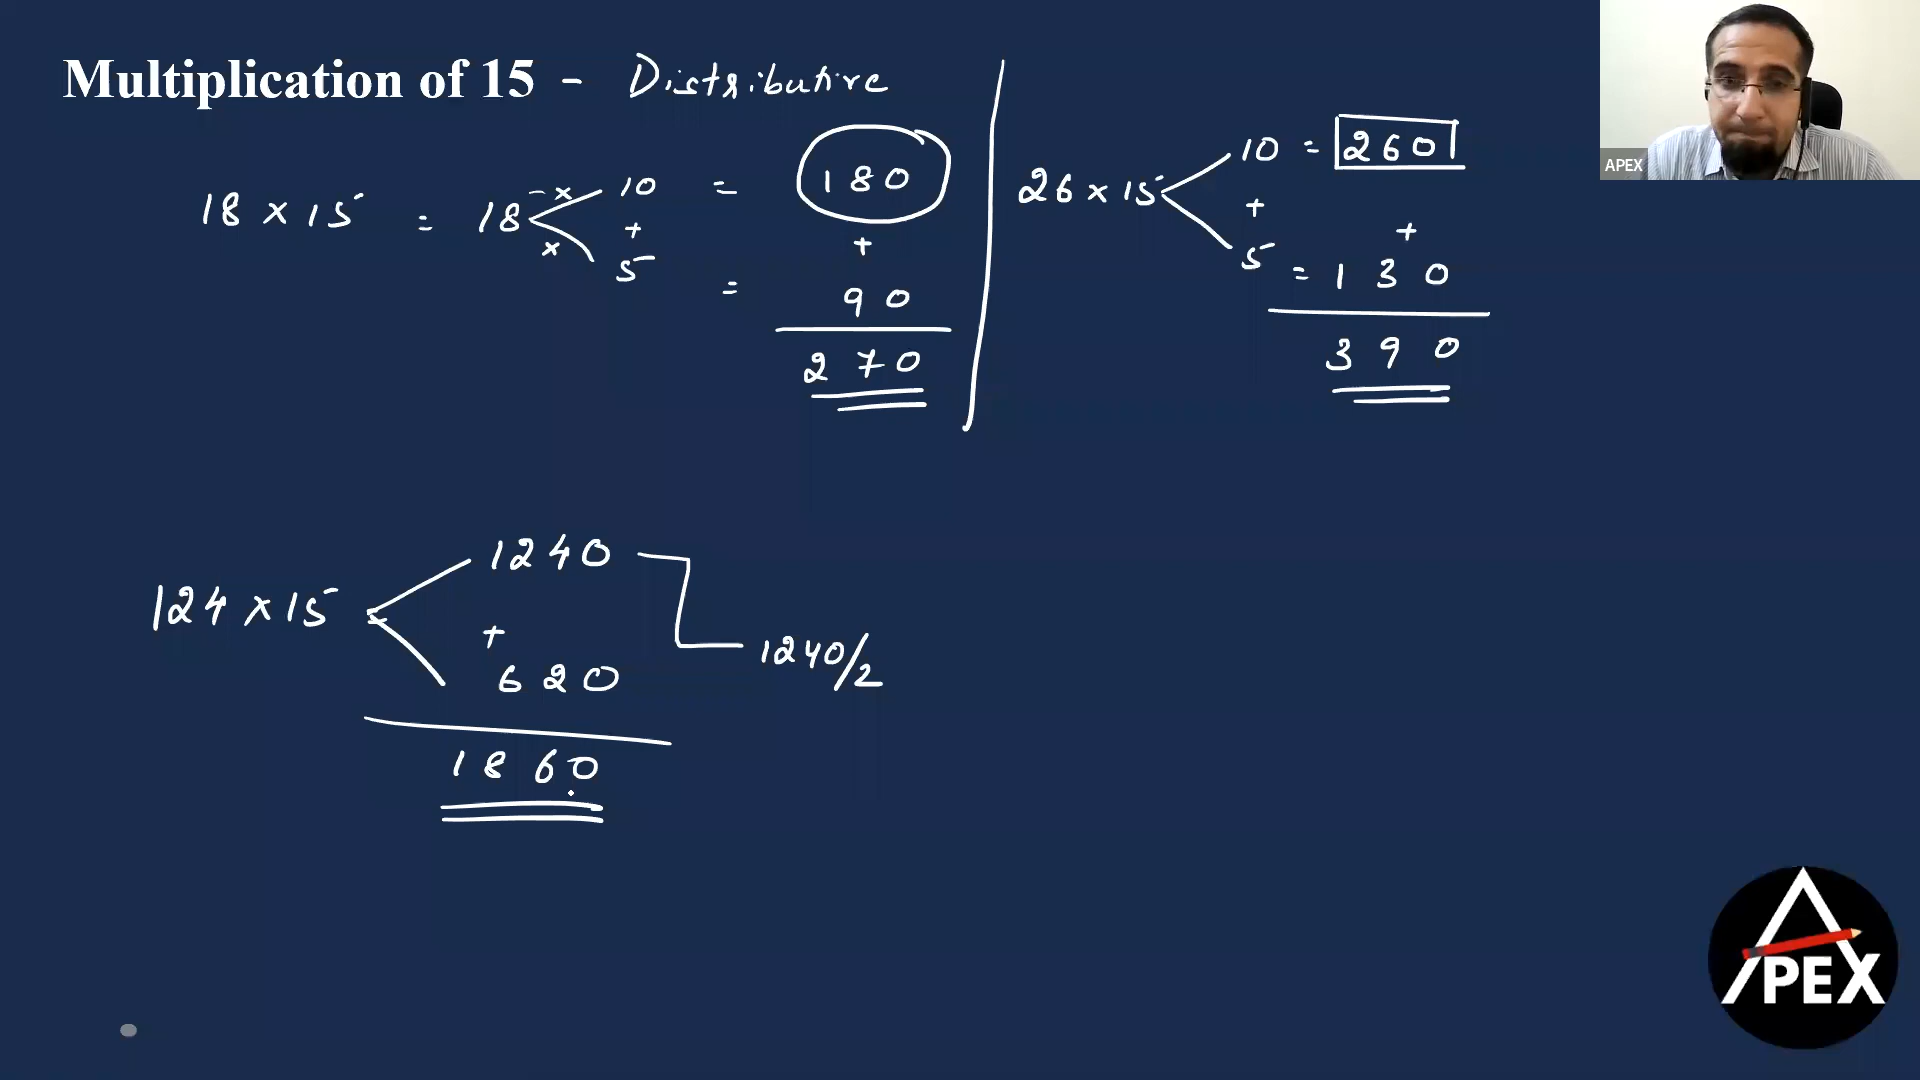 Multiplication of 15 - Distributive
18 × 15 = 18
× 10 = 180
+ +
× 5 = 90
270
26 × 15
10 = 260
+ +
5 = 130
390
124 × 15
1240
+
620
1240/2
1860
APEX
APEX